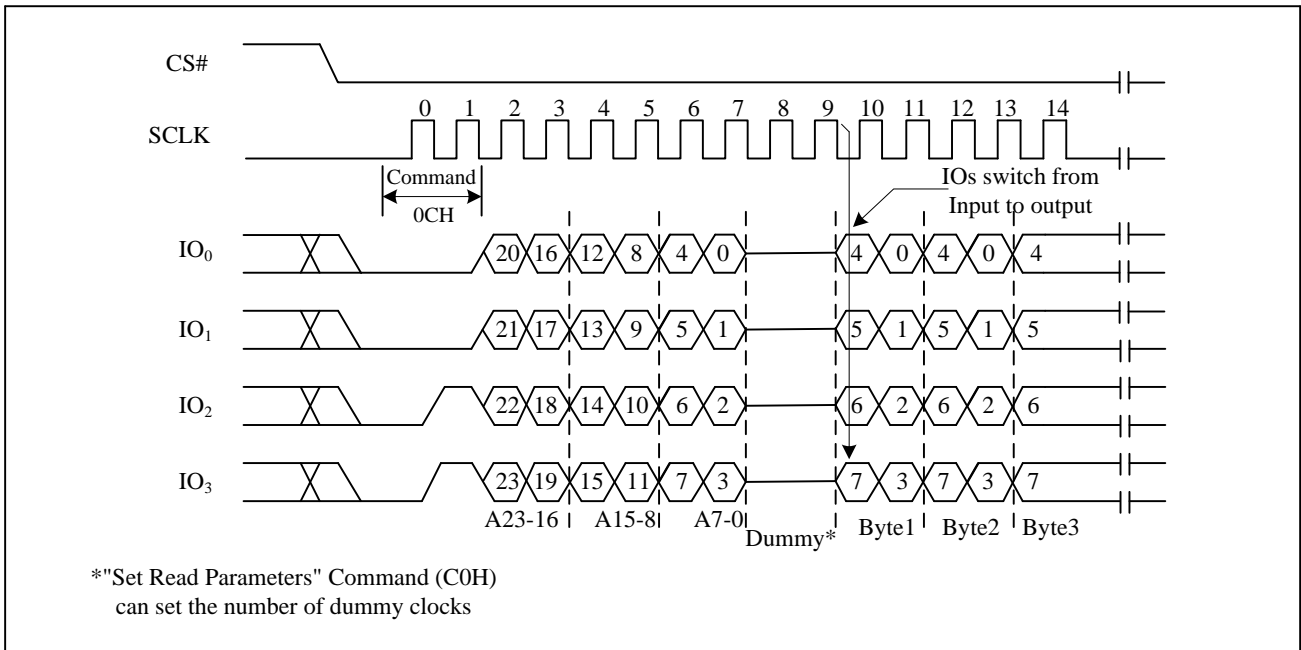 CS#
0 1 2 3 4 5 6 7 8 9 10 11 12 13 14
SCLK
Command
0CH
IOs switch from
Input to output
IO0 20 16 12 8 4 0 4 0 4 0 4
IO1 21 17 13 9 5 1 5 1 5 1 5
IO2 22 18 14 10 6 2 6 2 6 2 6
IO3 23 19 15 11 7 3 7 3 7 3 7
A23-16 A15-8 A7-0 Dummy* Byte1 Byte2 Byte3
*"Set Read Parameters" Command (C0H)
can set the number of dummy clocks